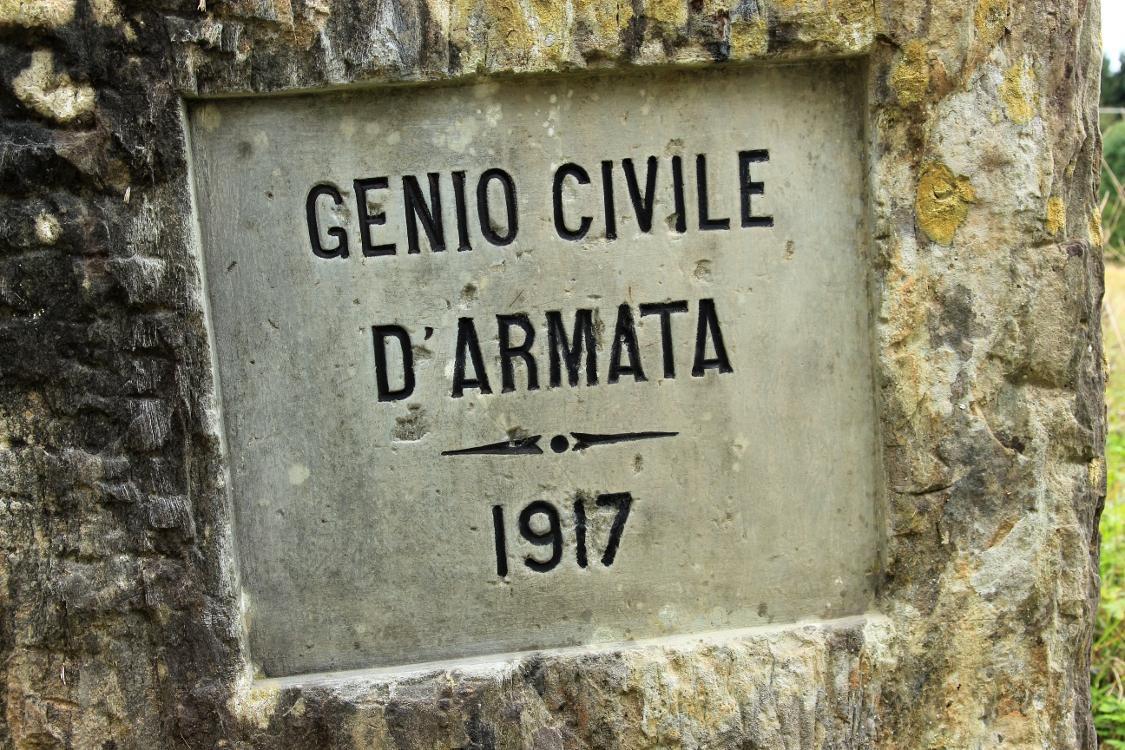 GENIO CIVILE
D'ARMATA
1917